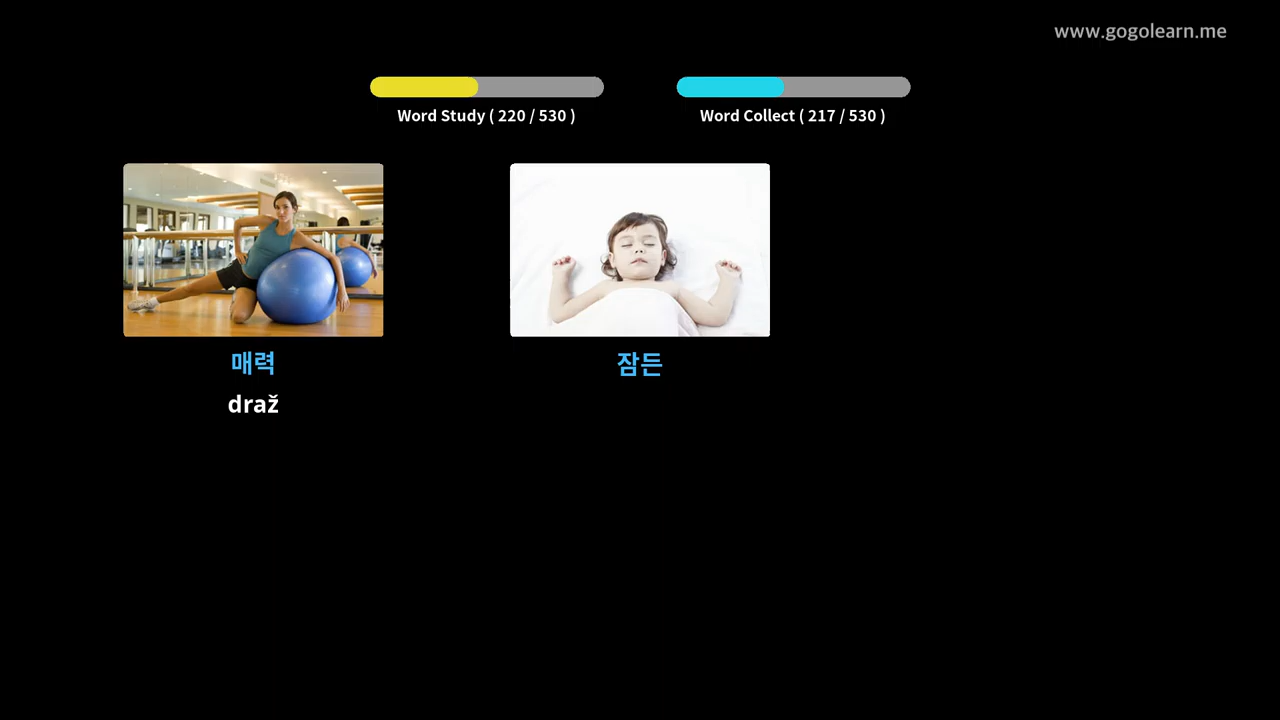 www.gogolearn.me
Word Study ( 220 / 530 )
Word Collect ( 217 / 530 )
매력
잠든
draž